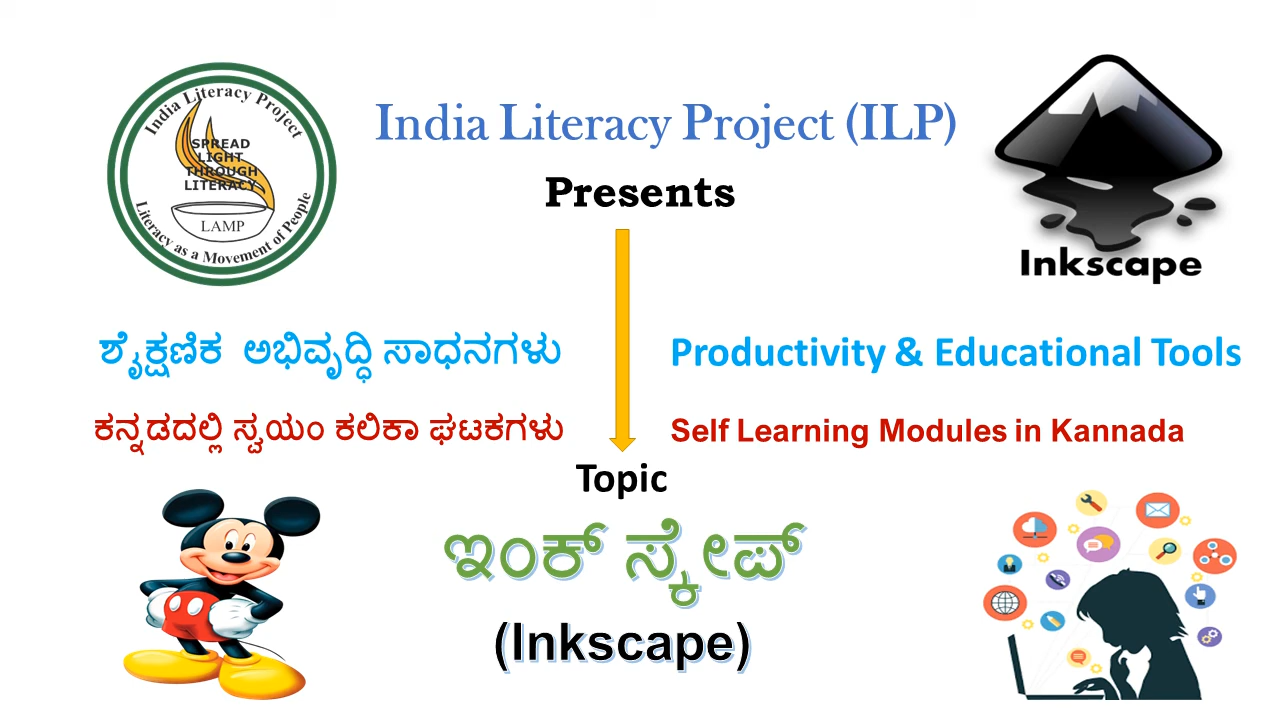 India Literacy Project
SPREAD
LIGHT
THROUGH
LITERACY
LAMP
Literacy as a Movement of People
India Literacy Project (ILP)
Presents
Inkscape
ಶೈಕ್ಷಣಿಕ ಅಭಿವೃದ್ಧಿ ಸಾಧನಗಳು
Productivity & Educational Tools
ಕನ್ನಡದಲ್ಲಿ ಸ್ವಯಂ ಕಲಿಕಾ ಘಟಕಗಳು
Self Learning Modules in Kannada
Topic
ಇಂಕ್ ಸ್ಕೇಪ್
(Inkscape)